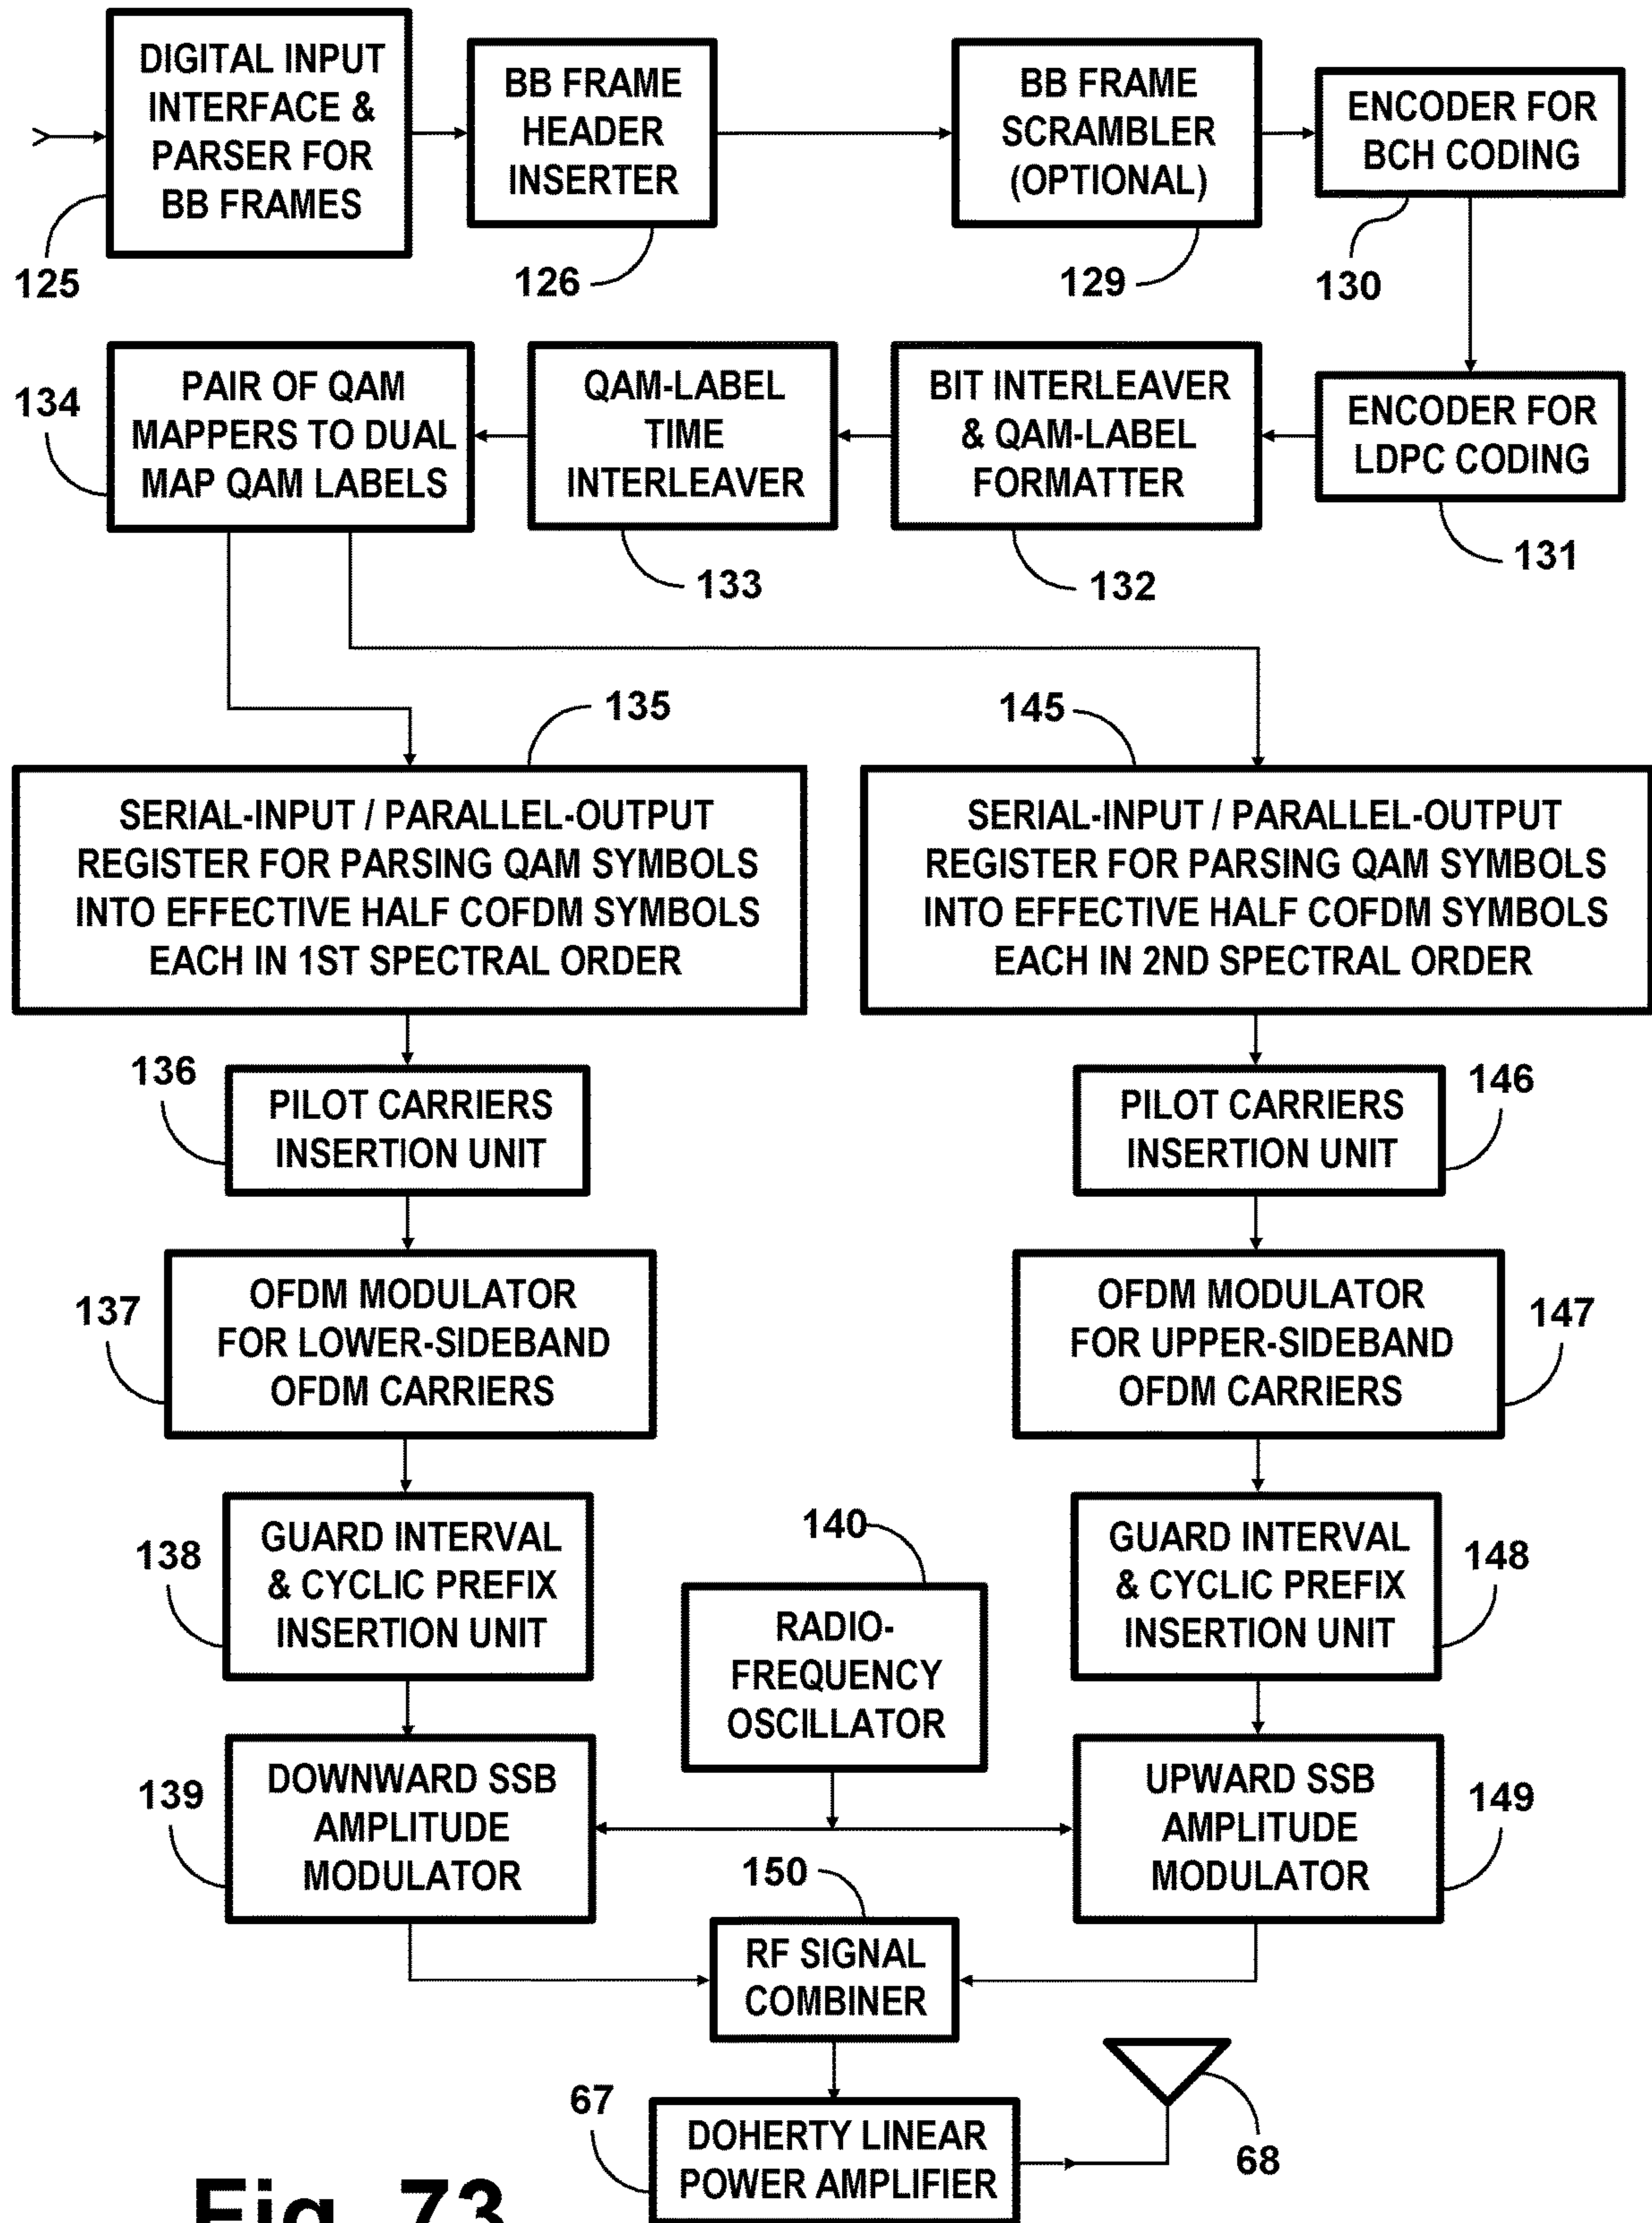 DIGITAL INPUT
INTERFACE &
PARSER FOR
BB FRAMES
125
BB FRAME
HEADER
INSERTER
126
BB FRAME
SCRAMBLER
(OPTIONAL)
129
ENCODER FOR
BCH CODING
130
134
PAIR OF QAM
MAPPERS TO DUAL
MAP QAM LABELS
QAM-LABEL
TIME
INTERLEAVER
133
BIT INTERLEAVER
& QAM-LABEL
FORMATTER
132
ENCODER FOR
LDPC CODING
131
135
145
SERIAL-INPUT / PARALLEL-OUTPUT
REGISTER FOR PARSING QAM SYMBOLS
INTO EFFECTIVE HALF COFDM SYMBOLS
EACH IN 1ST SPECTRAL ORDER
SERIAL-INPUT / PARALLEL-OUTPUT
REGISTER FOR PARSING QAM SYMBOLS
INTO EFFECTIVE HALF COFDM SYMBOLS
EACH IN 2ND SPECTRAL ORDER
136
PILOT CARRIERS
INSERTION UNIT
PILOT CARRIERS
INSERTION UNIT
146
137
OFDM MODULATOR
FOR LOWER-SIDEBAND
OFDM CARRIERS
OFDM MODULATOR
FOR UPPER-SIDEBAND
OFDM CARRIERS
147
138
GUARD INTERVAL
& CYCLIC PREFIX
INSERTION UNIT
140
RADIO-
FREQUENCY
OSCILLATOR
GUARD INTERVAL
& CYCLIC PREFIX
INSERTION UNIT
148
139
DOWNWARD SSB
AMPLITUDE
MODULATOR
UPWARD SSB
AMPLITUDE
MODULATOR
149
150
RF SIGNAL
COMBINER
67
DOHERTY LINEAR
POWER AMPLIFIER
68
Fig. 73